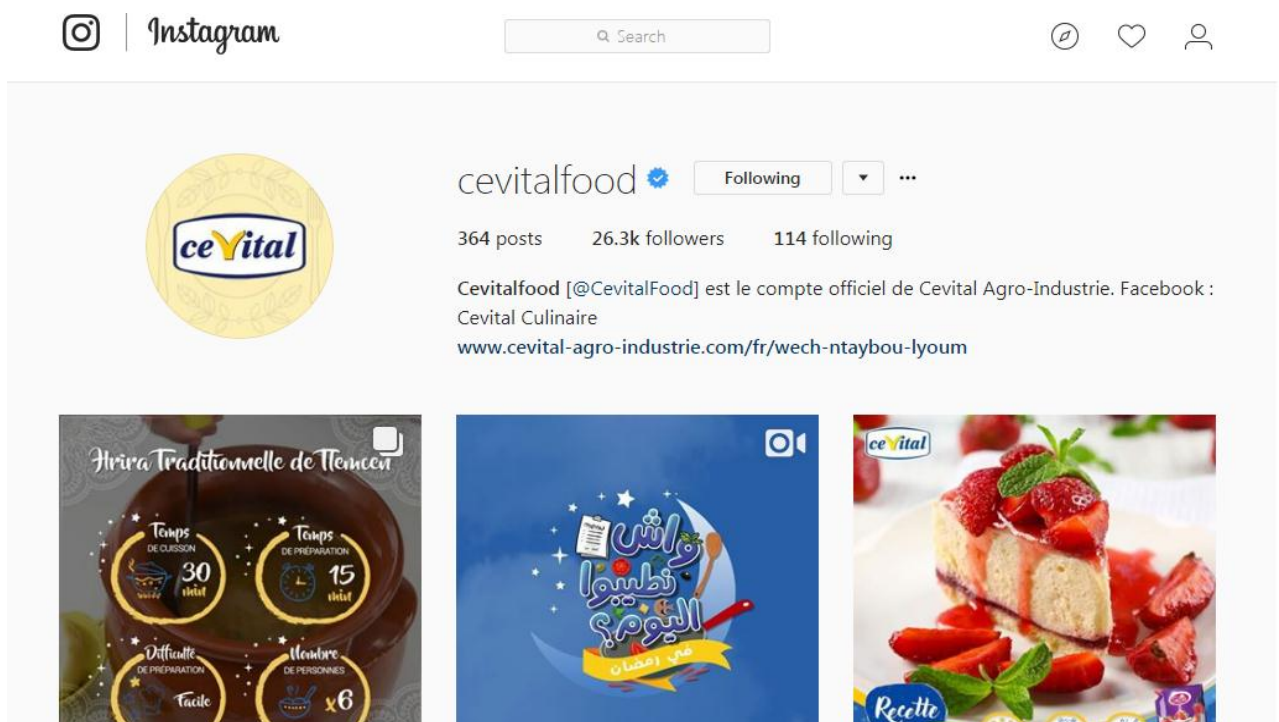 Instagram
Search
cevitalfood
Following
364 posts 26.3k followers 114 following
Cevitalfood [@CevitalFood] est le compte officiel de Cevital Agro-Industrie. Facebook :
Cevital Culinaire
www.cevital-agro-industrie.com/fr/wech-ntaybou-lyoum
ceVital
Hrira Traditionnelle de Tlemcen
Temps
DE CUISSON
30
min
Temps
DE PRÉPARATION
15
min
Difficulté
DE PRÉPARATION
Facile
Nombre
DE PERSONNES
x6
واش
نطيبوا
اليوم؟
في رمضان
ceVital
Recette